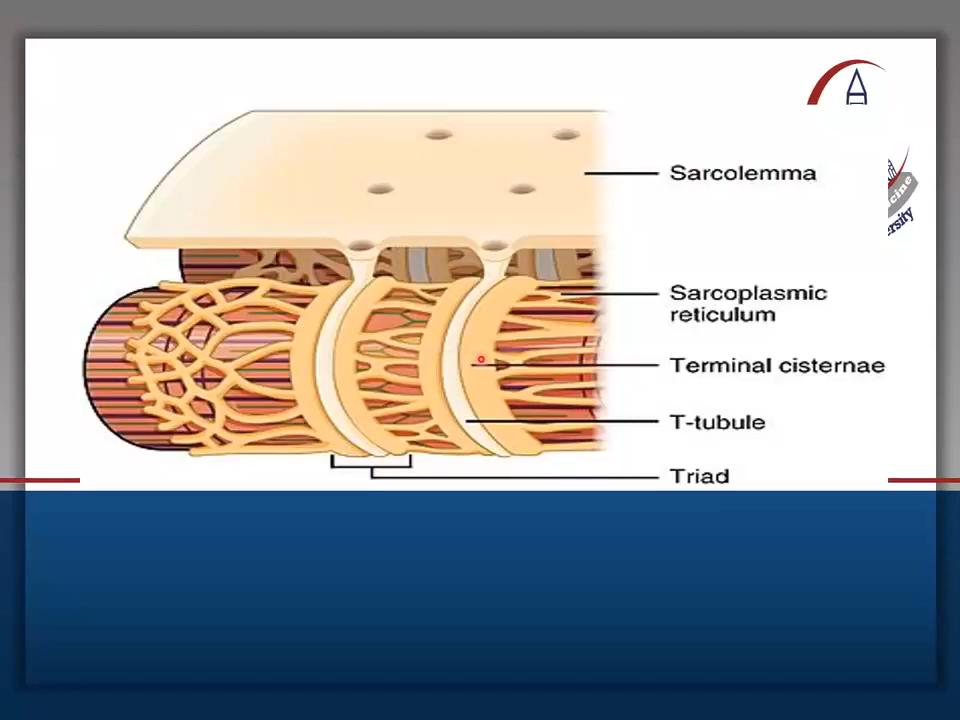 Sarcolemma
Sarcoplasmic
reticulum
Terminal cisternae
T-tubule
Triad